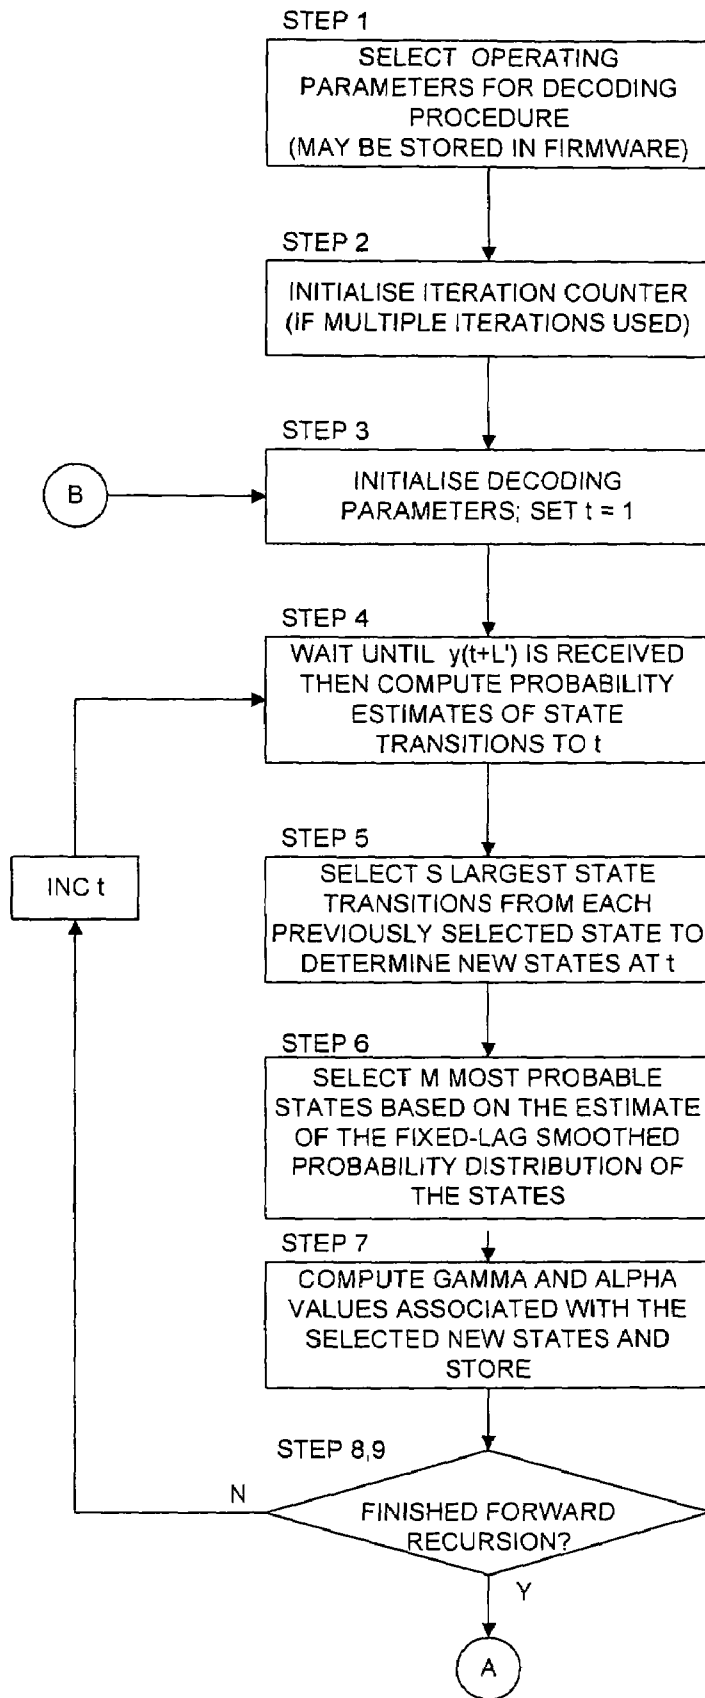 STEP 1
SELECT OPERATING
PARAMETERS FOR DECODING
PROCEDURE
(MAY BE STORED IN FIRMWARE)
STEP 2
INITIALISE ITERATION COUNTER
(IF MULTIPLE ITERATIONS USED)
STEP 3
B
INITIALISE DECODING
PARAMETERS; SET t = 1
STEP 4
WAIT UNTIL y(t+L') IS RECEIVED
THEN COMPUTE PROBABILITY
ESTIMATES OF STATE
TRANSITIONS TO t
STEP 5
INC t
SELECT S LARGEST STATE
TRANSITIONS FROM EACH
PREVIOUSLY SELECTED STATE TO
DETERMINE NEW STATES AT t
STEP 6
SELECT M MOST PROBABLE
STATES BASED ON THE ESTIMATE
OF THE FIXED-LAG SMOOTHED
PROBABILITY DISTRIBUTION OF
THE STATES
STEP 7
COMPUTE GAMMA AND ALPHA
VALUES ASSOCIATED WITH THE
SELECTED NEW STATES AND
STORE
STEP 8,9
N
FINISHED FORWARD
RECURSION?
Y
A